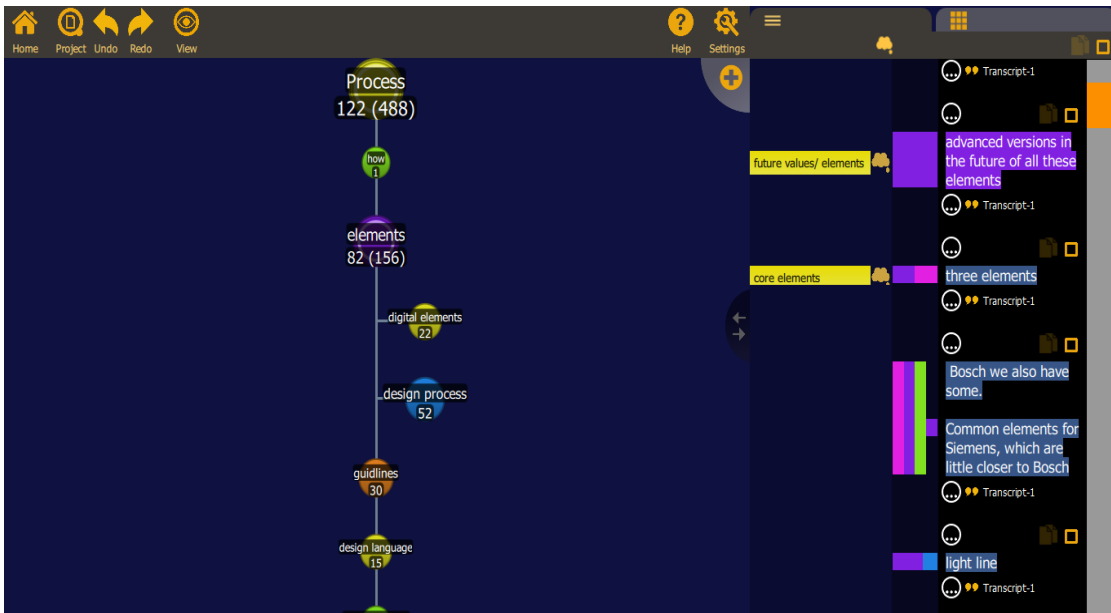 Home
Project
Undo
Redo
View
Help
Settings
Process
122 (488)
how
1
elements
82 (156)
digital elements
22
design process
52
guidlines
30
design language
15
Transcript-1
future values/ elements
advanced versions in
the future of all these
elements
Transcript-1
core elements
three elements
Transcript-1
Bosch we also have
some.
Common elements for
Siemens, which are
little closer to Bosch
Transcript-1
light line
Transcript-1